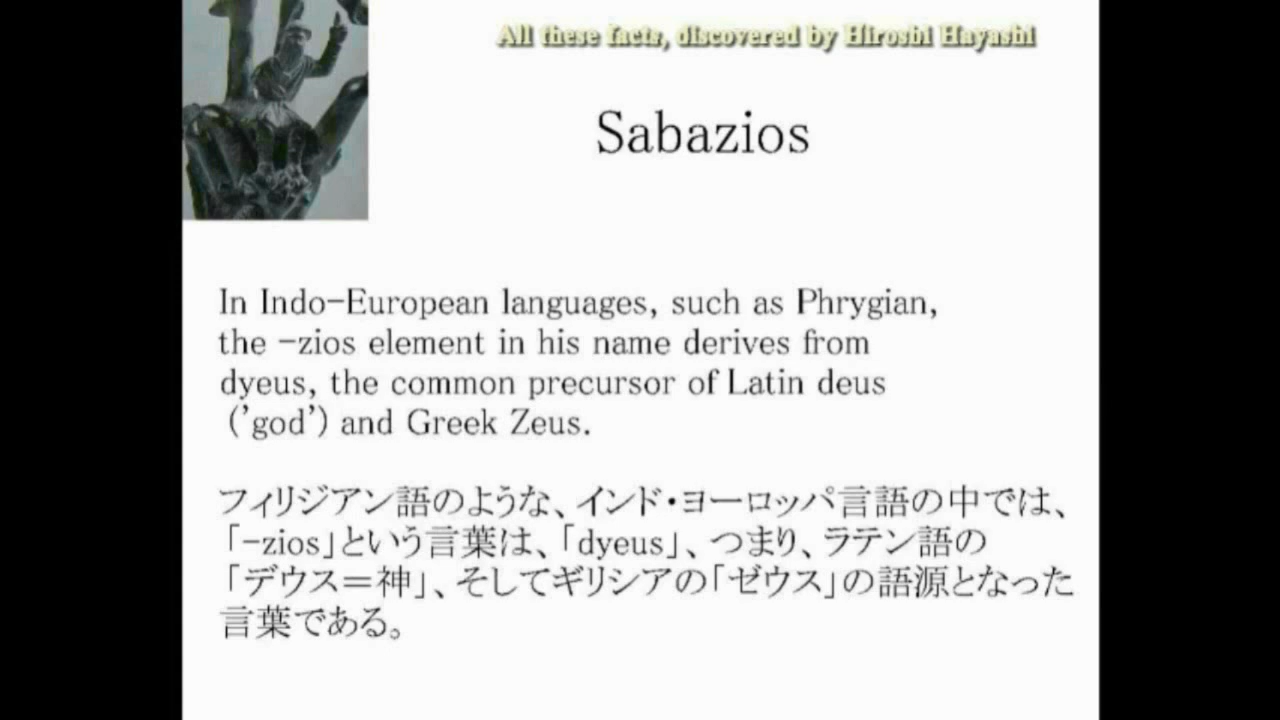 All these facts, discovered by Hiroshi Hayashi
Sabazios
In Indo-European languages, such as Phrygian,
the -zios element in his name derives from
dyeus, the common precursor of Latin deus
('god') and Greek Zeus.
フィリジアン語のような、インド・ヨーロッパ言語の中では、
「-zios」という言葉は、「dyeus」、つまり、ラテン語の
「デウス＝神」、そしてギリシアの「ゼウス」の語源となった
言葉である。